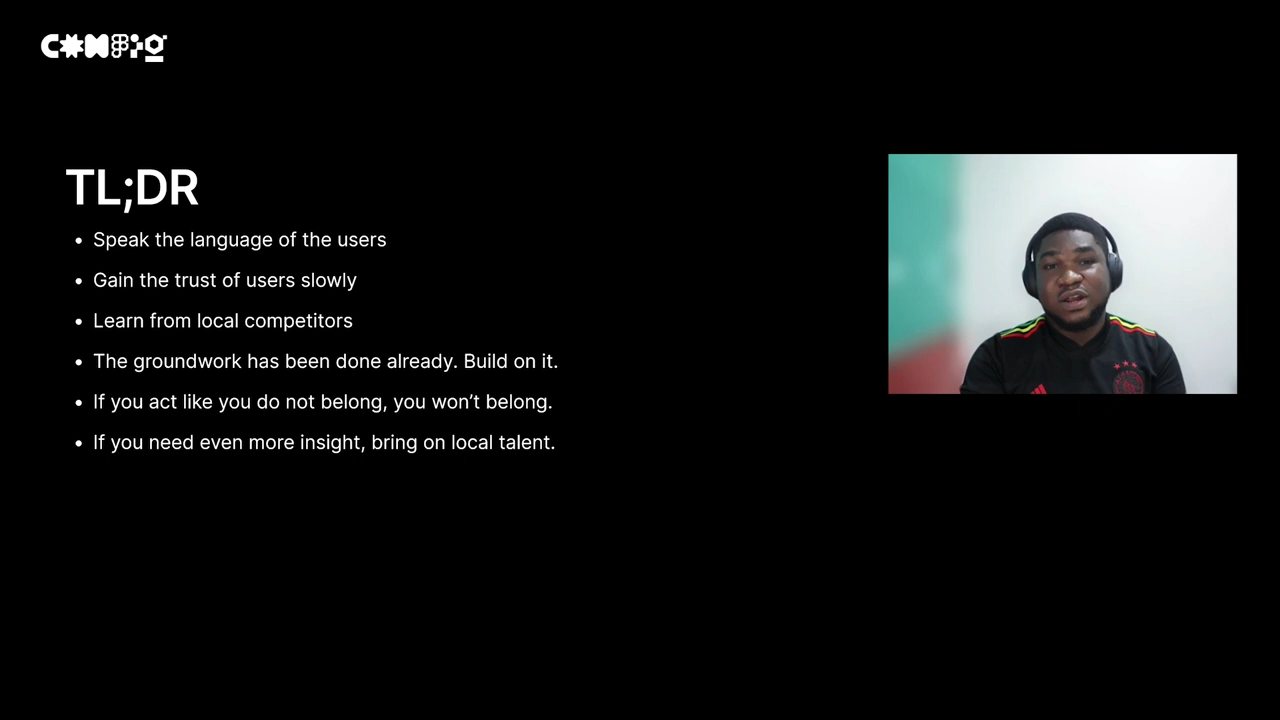 CONFIG
TL;DR
• Speak the language of the users
• Gain the trust of users slowly
• Learn from local competitors
• The groundwork has been done already. Build on it.
• If you act like you do not belong, you won’t belong.
• If you need even more insight, bring on local talent.